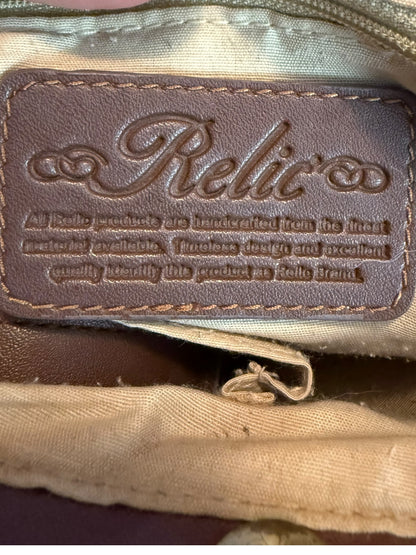 Relic
All Relic products are handcrafted from the finest
material available. Timeless design and excellent
quality identify this product as Relic Brand.